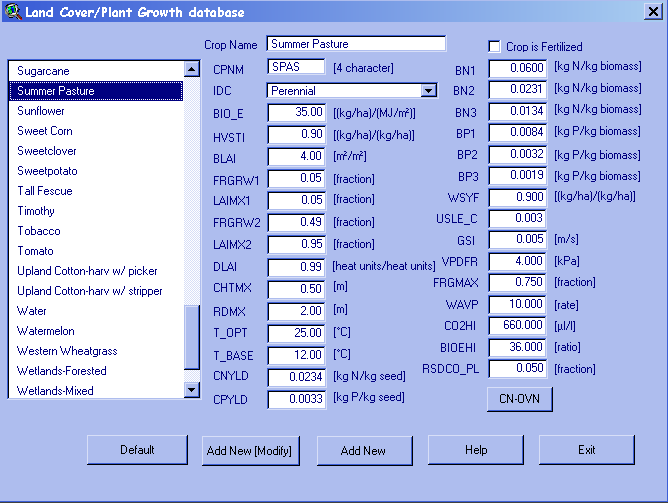 Land Cover/Plant Growth database
Crop Name Summer Pasture
Crop is Fertilized
Sugarcane
Summer Pasture
Sunflower
Sweet Corn
Sweetclover
Sweetpotato
Tall Fescue
Timothy
Tobacco
Tomato
Upland Cotton-harv w/ picker
Upland Cotton-harv w/ stripper
Water
Watermelon
Western Wheatgrass
Wetlands-Forested
Wetlands-Mixed
CPNM SPAS [4 character]
IDC Perennial
BIO_E 35.00 [(kg/ha)/(MJ/m²)]
HVSTI 0.90 [(kg/ha)/(kg/ha)]
BLAI 4.00 [m²/m²]
FRGRW1 0.05 [fraction]
LAIMX1 0.05 [fraction]
FRGRW2 0.49 [fraction]
LAIMX2 0.95 [fraction]
DLAI 0.99 [heat units/heat units]
CHTMX 0.50 [m]
RDMX 2.00 [m]
T_OPT 25.00 [°C]
T_BASE 12.00 [°C]
CNYLD 0.0234 [kg N/kg seed]
CPYLD 0.0033 [kg P/kg seed]
BN1 0.0600 [kg N/kg biomass]
BN2 0.0231 [kg N/kg biomass]
BN3 0.0134 [kg N/kg biomass]
BP1 0.0084 [kg P/kg biomass]
BP2 0.0032 [kg P/kg biomass]
BP3 0.0019 [kg P/kg biomass]
WSYF 0.900 [(kg/ha)/(kg/ha)]
USLE_C 0.003
GSI 0.005 [m/s]
VPDFR 4.000 [kPa]
FRGMAX 0.750 [fraction]
WAVP 10.000 [rate]
CO2HI 660.000 [µl/l]
BIOEHI 36.000 [ratio]
RSDCO_PL 0.050 [fraction]
CN-OVN
Default
Add New [Modify]
Add New
Help
Exit